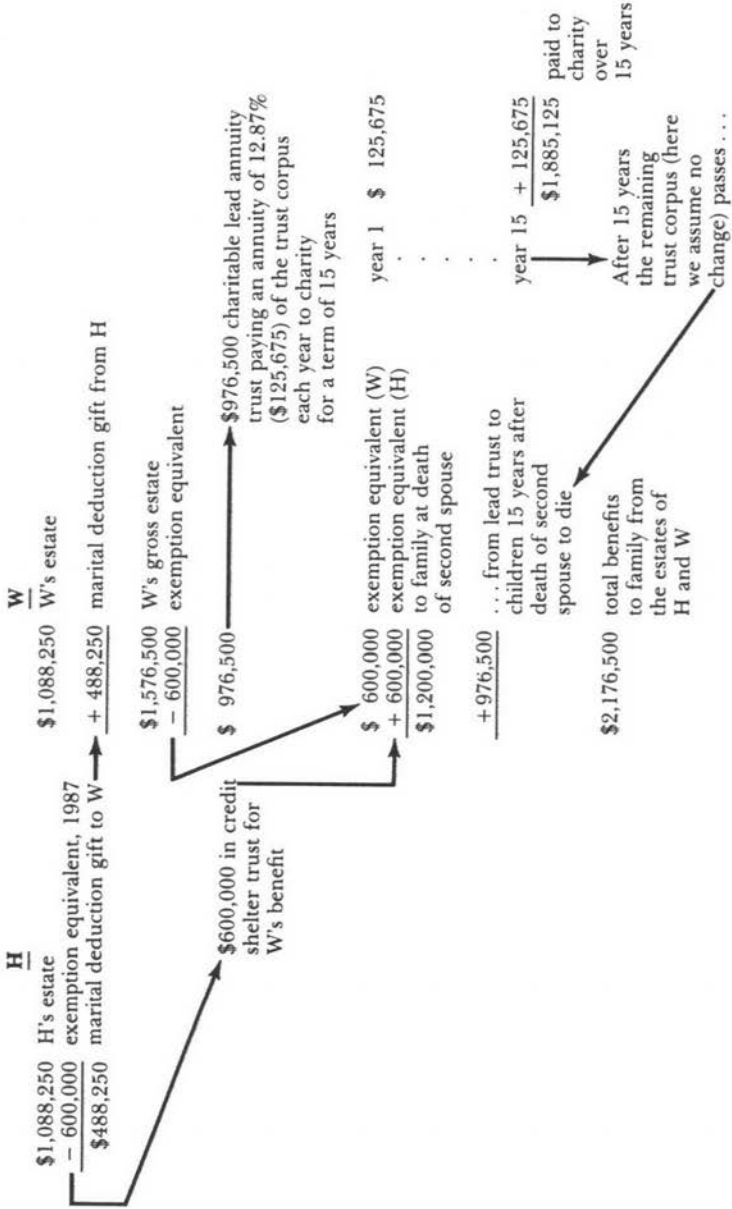 H
$1,088,250 H's estate
− 600,000 exemption equivalent, 1987
$488,250 marital deduction gift to W
$600,000 in credit
shelter trust for
W's benefit
W
$1,088,250 W's estate
+ 488,250 marital deduction gift from H
$1,576,500 W's gross estate
− 600,000 exemption equivalent
$ 976,500
$976,500 charitable lead annuity
trust paying an annuity of 12.87%
($125,675) of the trust corpus
each year to charity
for a term of 15 years
$ 600,000 exemption equivalent (W)
+ 600,000 exemption equivalent (H)
$1,200,000 to family at death
of second spouse
year 1 $ 125,675
.
.
.
.
year 15 + 125,675
$1,885,125 paid to
charity
over
15 years
After 15 years
the remaining
trust corpus (here
we assume no
change) passes . . .
+976,500 . . . from lead trust to
children 15 years after
death of second
spouse to die
$2,176,500 total benefits
to family from
the estates of
H and W